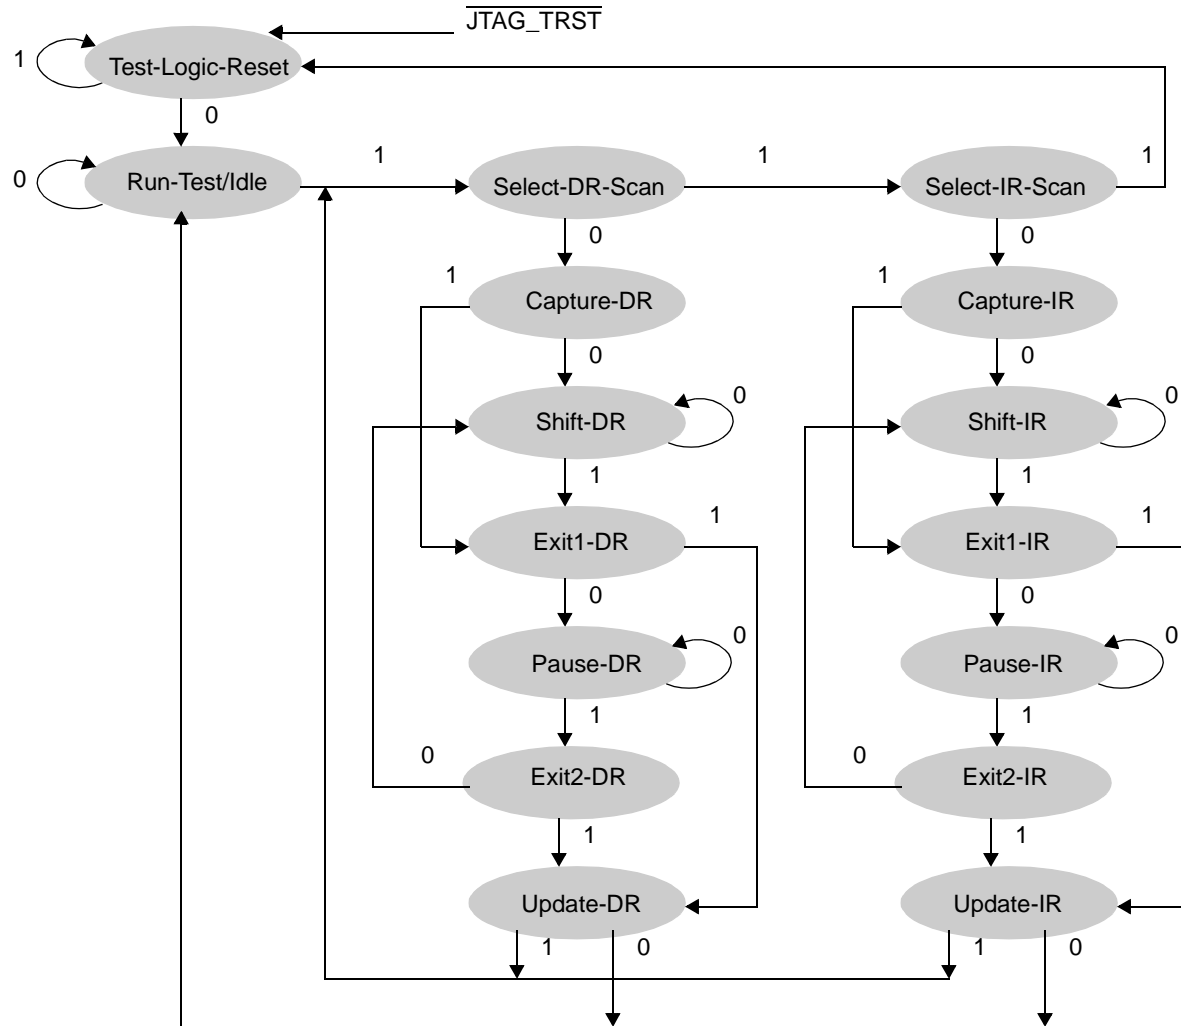 JTAG_TRST
1
Test-Logic-Reset
0
0
Run-Test/Idle
1
Select-DR-Scan
1
Select-IR-Scan
1
0
0
1
Capture-DR
1
Capture-IR
0
0
Shift-DR
0
Shift-IR
0
1
1
Exit1-DR
1
Exit1-IR
1
0
0
Pause-DR
0
Pause-IR
0
1
1
0
Exit2-DR
0
Exit2-IR
1
1
Update-DR
Update-IR
1
0
1
0